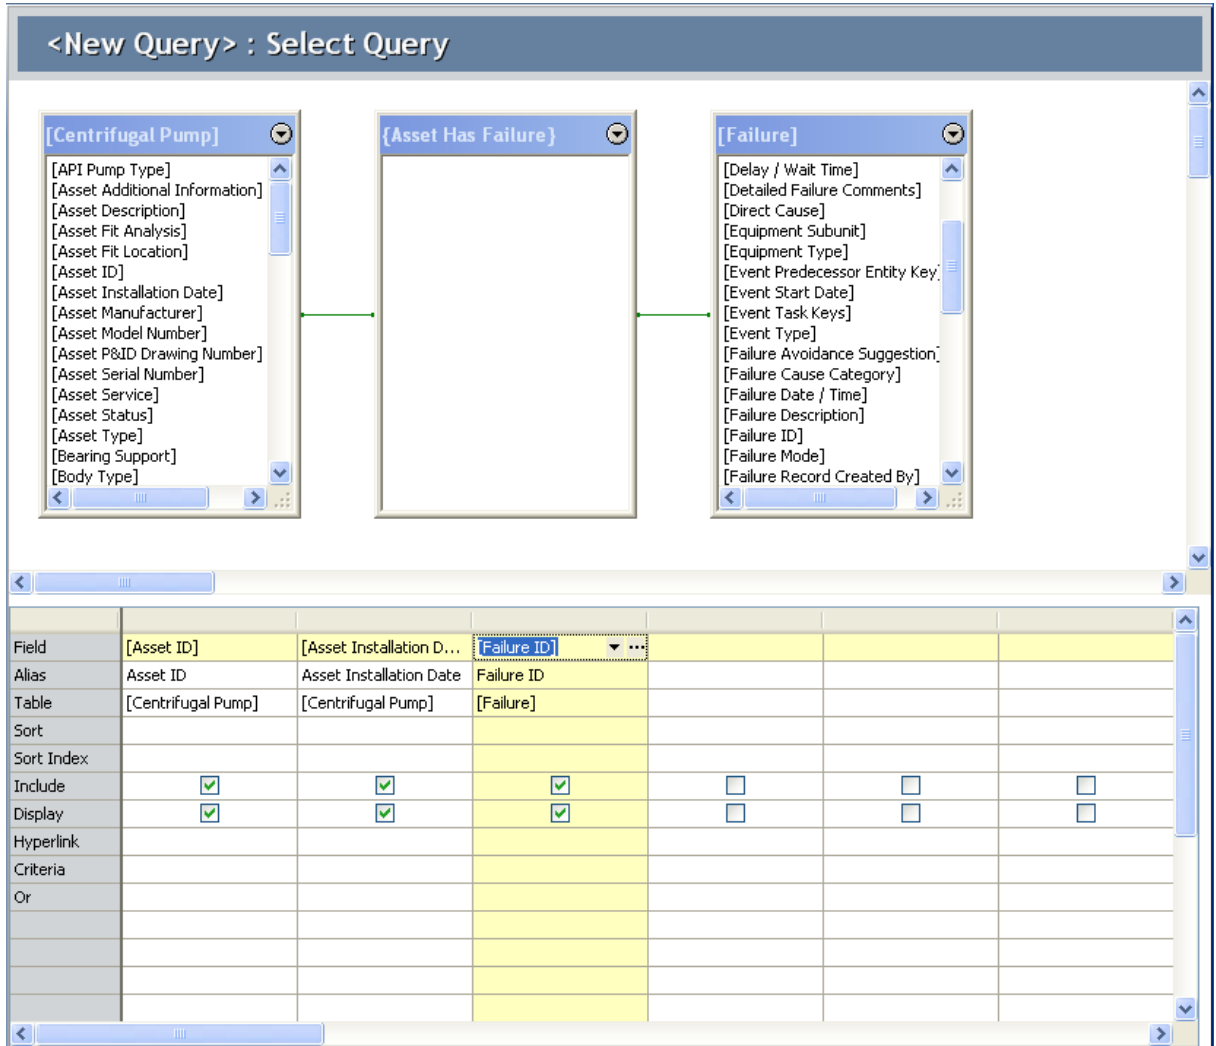 <New Query> : Select Query
[Centrifugal Pump]
[API Pump Type]
[Asset Additional Information]
[Asset Description]
[Asset Fit Analysis]
[Asset Fit Location]
[Asset ID]
[Asset Installation Date]
[Asset Manufacturer]
[Asset Model Number]
[Asset P&ID Drawing Number]
[Asset Serial Number]
[Asset Service]
[Asset Status]
[Asset Type]
[Bearing Support]
[Body Type]
{Asset Has Failure}
[Failure]
[Delay / Wait Time]
[Detailed Failure Comments]
[Direct Cause]
[Equipment Subunit]
[Equipment Type]
[Event Predecessor Entity Key]
[Event Start Date]
[Event Task Keys]
[Event Type]
[Failure Avoidance Suggestion]
[Failure Cause Category]
[Failure Date / Time]
[Failure Description]
[Failure ID]
[Failure Mode]
[Failure Record Created By]
Field [Asset ID] [Asset Installation D... [Failure ID] ...
Alias Asset ID Asset Installation Date Failure ID
Table [Centrifugal Pump] [Centrifugal Pump] [Failure]
Sort
Sort Index
Include
Display
Hyperlink
Criteria
Or